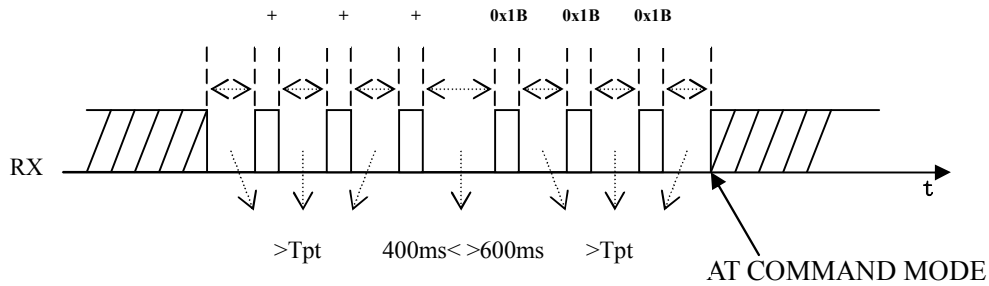 + + + 0x1B 0x1B 0x1B
RX
t
>Tpt 400ms< >600ms >Tpt
AT COMMAND MODE